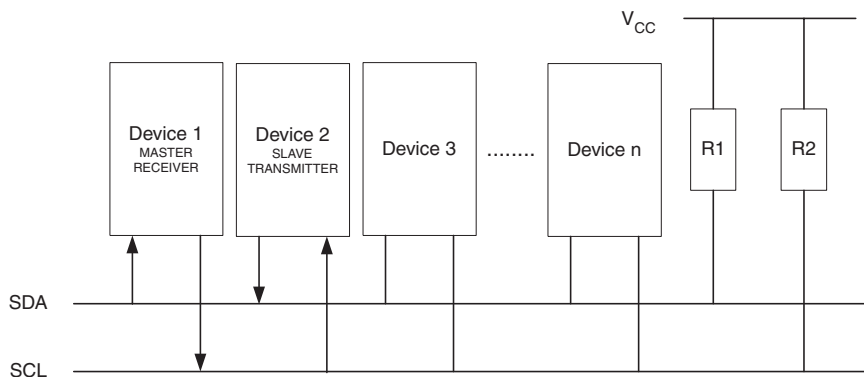 VCC
Device 1
MASTER
RECEIVER
Device 2
SLAVE
TRANSMITTER
Device 3
........
Device n
R1
R2
SDA
SCL